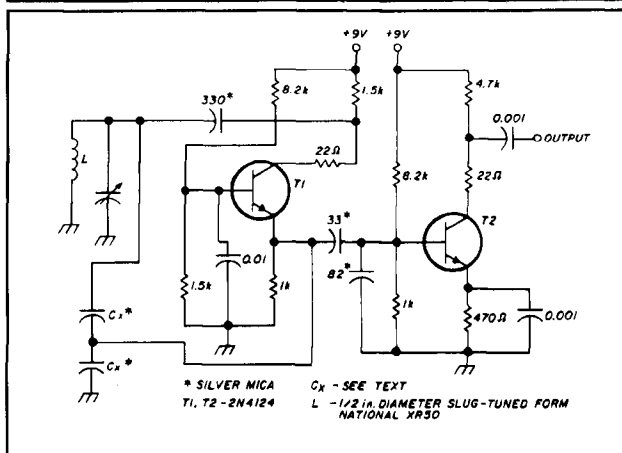 +9V +9V
8.2k 1.5k 4.7k
330* 0.001
OUTPUT
22Ω
L T1 8.2k 22Ω
33* T2
0.01 82*
1.5k 1k 1k 470Ω 0.001
Cx*
Cx*
* SILVER MICA Cx - SEE TEXT
T1, T2 - 2N4124 L - 1/2 in. DIAMETER SLUG-TUNED FORM
NATIONAL XR50